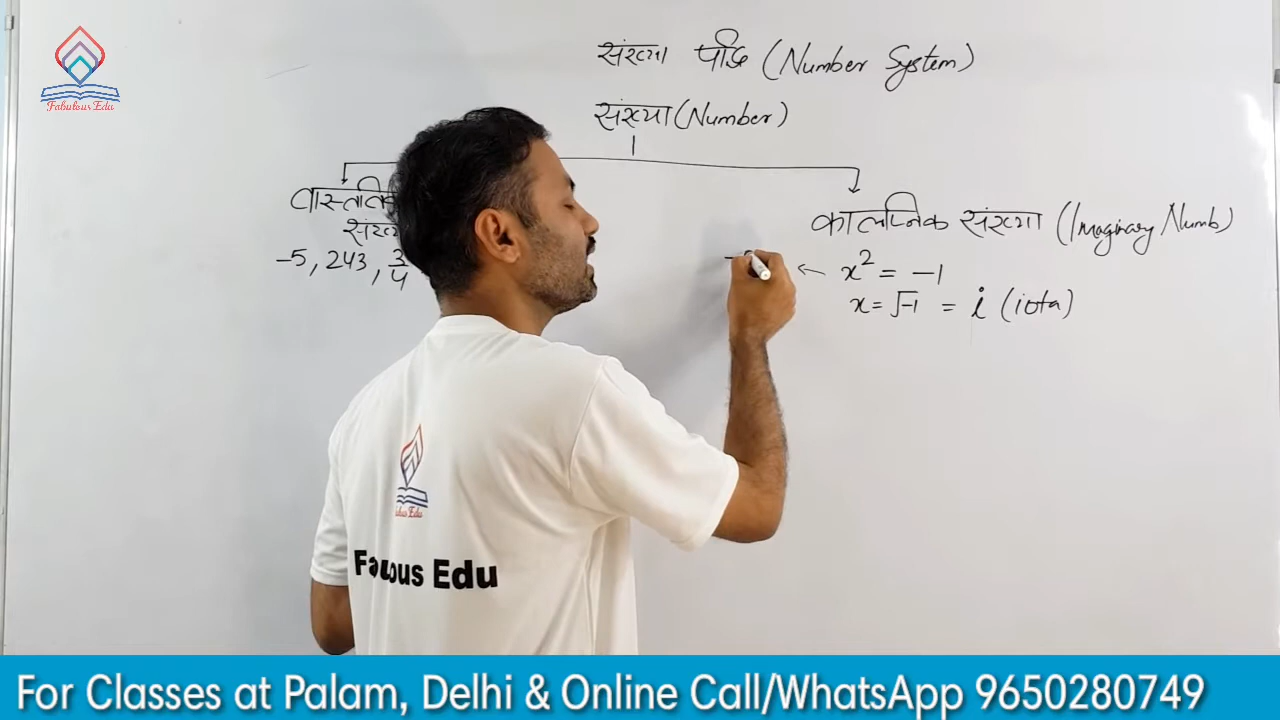 Fabulous Edu
संख्या पद्धि (Number System)
संख्या (Number)
वास्तवि
संख्या
काल्पनिक संख्या (Imaginary Numb)
-5, 243, 3/4
x² = -1
x = √-1 = i (iota)
Fabulous Edu
For Classes at Palam, Delhi & Online Call/WhatsApp 9650280749